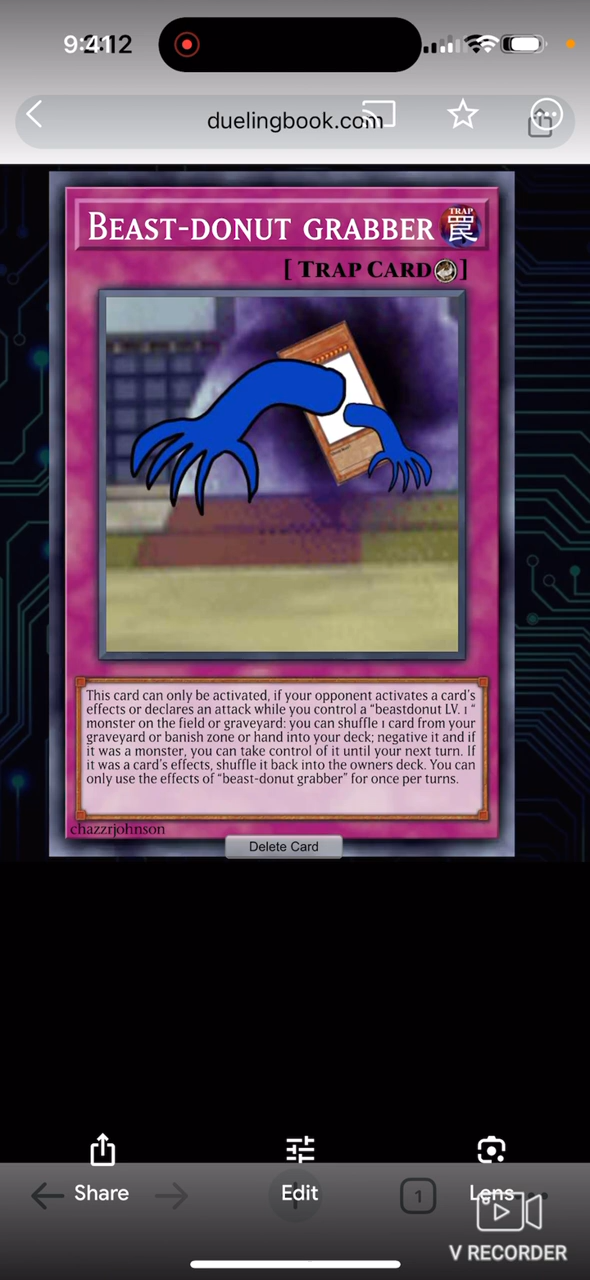 9:41 2:12
duelingbook.com
BEAST-DONUT GRABBER
TRAP
罠
[ TRAP CARD ]
This card can only be activated, if your opponent activates a card's
effects or declares an attack while you control a "beastdonut LV. 1 "
monster on the field or graveyard: you can shuffle 1 card from your
graveyard or banish zone or hand into your deck; negative it and if
it was a monster, you can take control of it until your next turn. If
it was a card's effects, shuffle it back into the owners deck. You can
only use the effects of "beast-donut grabber" for once per turns.
chazzrjohnson
Delete Card
Share
Edit
1
Lens
V RECORDER